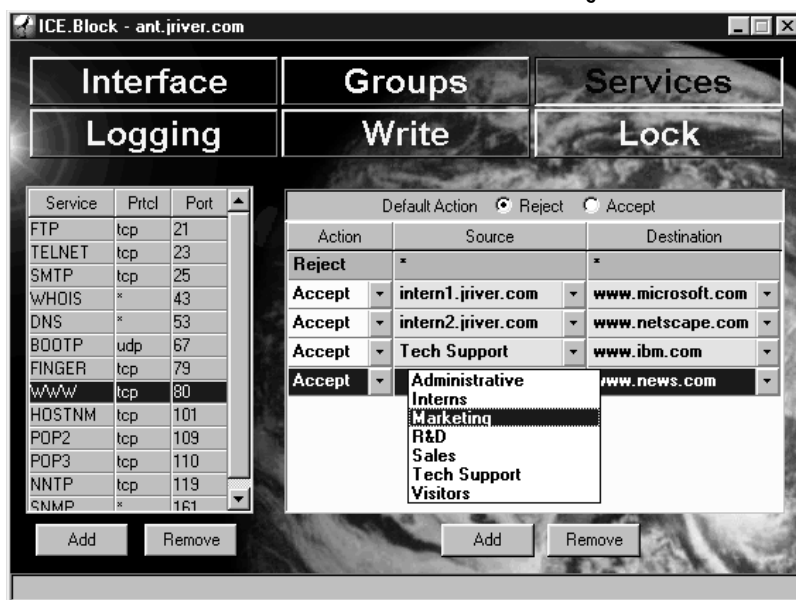 ICE.Block - ant.jriver.com
Interface Groups Services
Logging Write Lock
Service Prtcl Port
FTP tcp 21
TELNET tcp 23
SMTP tcp 25
WHOIS * 43
DNS * 53
BOOTP udp 67
FINGER tcp 79
WWW tcp 80
HOSTNM tcp 101
POP2 tcp 109
POP3 tcp 110
NNTP tcp 119
SNMP * 161
Add Remove
Default Action Reject Accept
Action Source Destination
Reject * *
Accept intern1.jriver.com www.microsoft.com
Accept intern2.jriver.com www.netscape.com
Accept Tech Support www.ibm.com
Accept www.news.com
Administrative
Interns
Marketing
R&D
Sales
Tech Support
Visitors
Add Remove